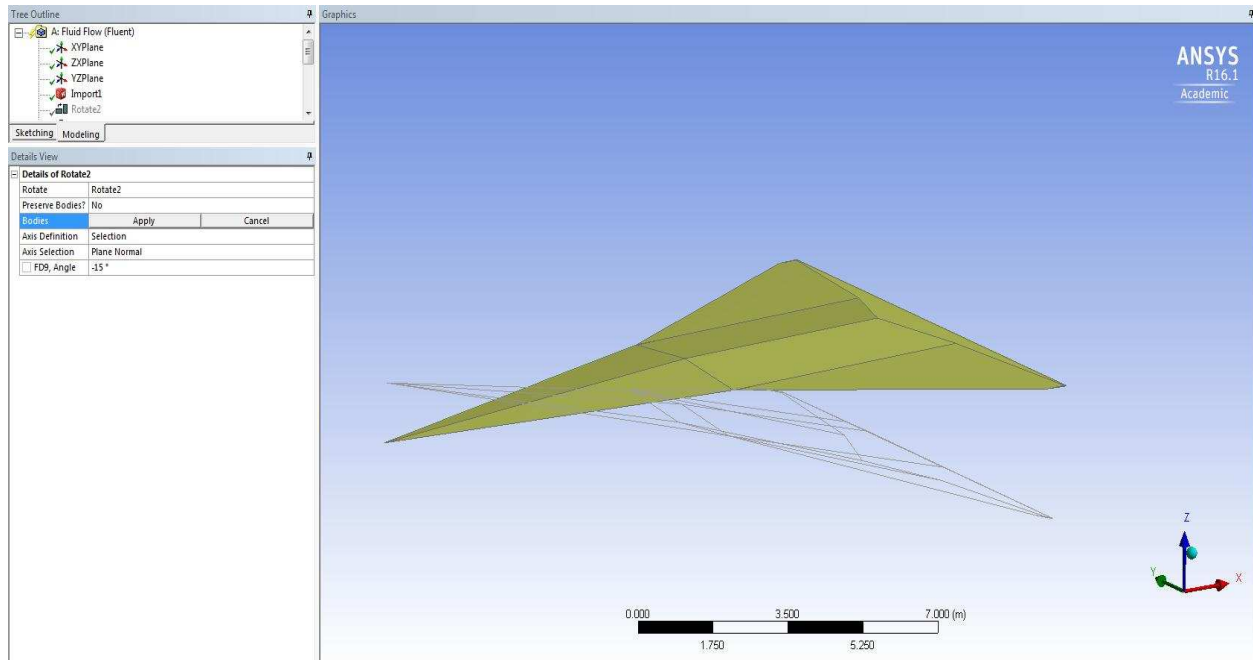 Tree Outline
A: Fluid Flow (Fluent)
XYPlane
ZXPlane
YZPlane
Import1
Rotate2
Sketching Modeling
Details View
Details of Rotate2
Rotate Rotate2
Preserve Bodies? No
Bodies Apply Cancel
Axis Definition Selection
Axis Selection Plane Normal
FD9, Angle -15 °
Graphics
ANSYS
R16.1
Academic
Z
Y
X
0.000 3.500 7.000 (m)
1.750 5.250